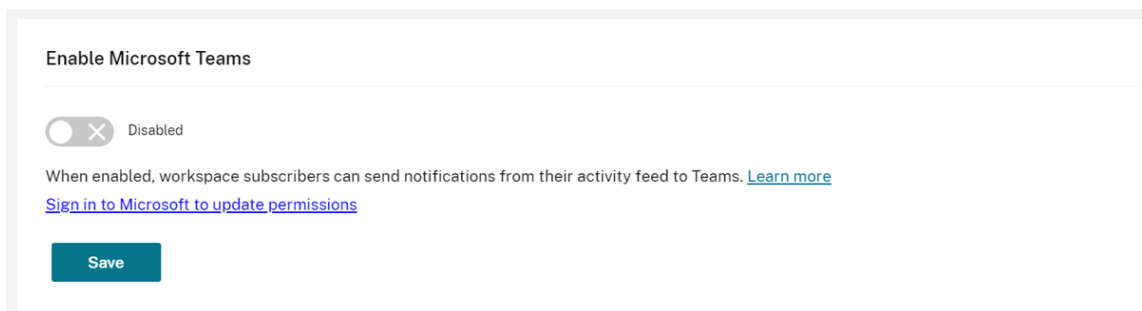 Enable Microsoft Teams
Disabled
When enabled, workspace subscribers can send notifications from their activity feed to Teams. Learn more
Sign in to Microsoft to update permissions
Save